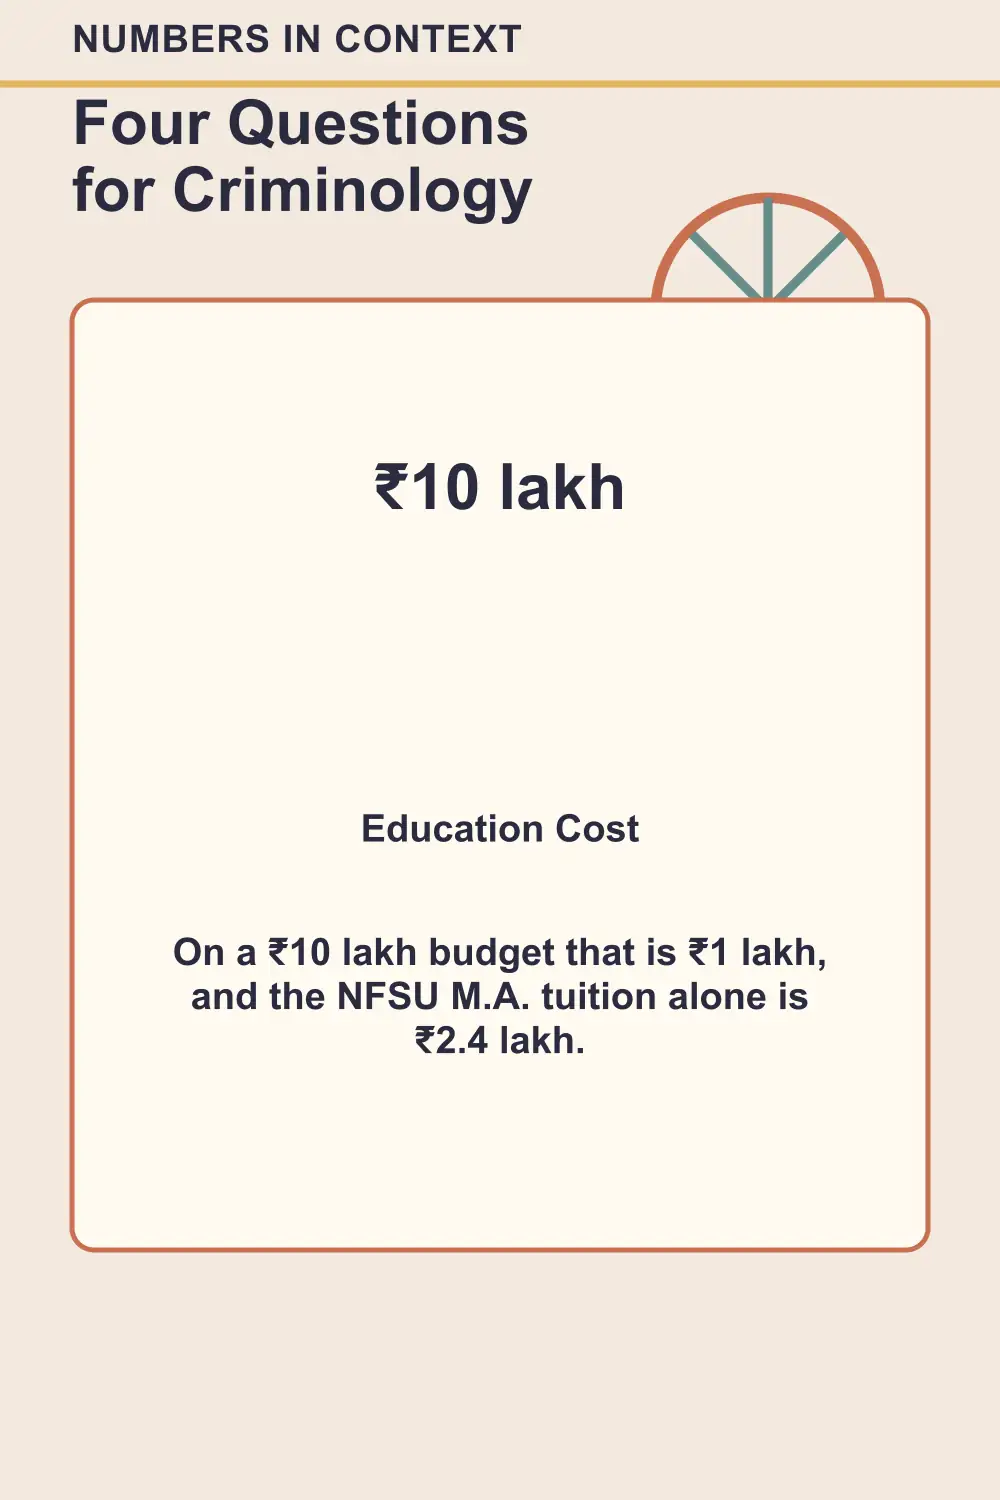 NUMBERS IN CONTEXT
Four Questions
for Criminology
₹10 lakh
Education Cost
On a ₹10 lakh budget that is ₹1 lakh,
and the NFSU M.A. tuition alone is
₹2.4 lakh.